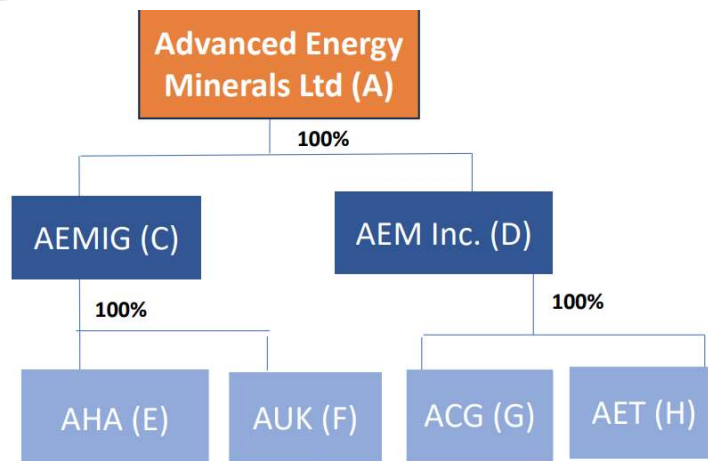 Advanced Energy
Minerals Ltd (A)
100%
AEMIG (C)
AEM Inc. (D)
100%
100%
AHA (E)
AUK (F)
ACG (G)
AET (H)